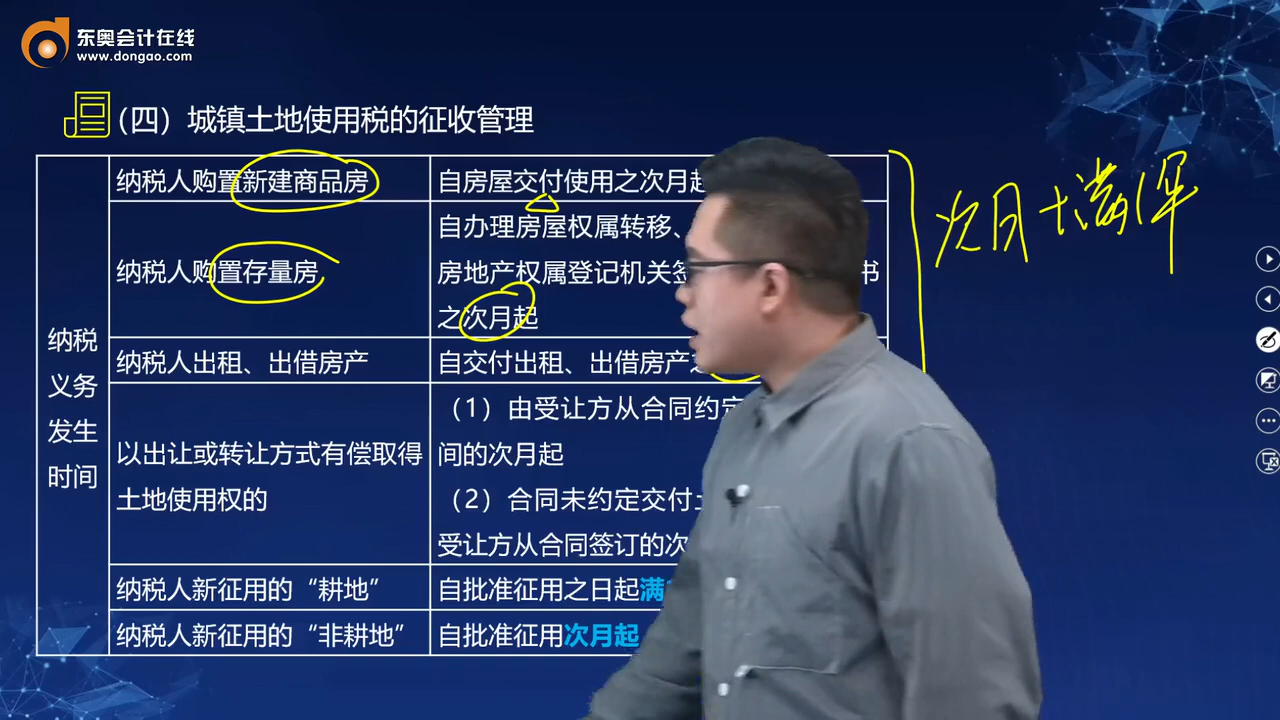 东奥会计在线
www.dongao.com
（四）城镇土地使用税的征收管理
纳税
义务
发生
时间
纳税人购置新建商品房
自房屋交付使用之次月起
纳税人购置存量房
自办理房屋权属转移、
房地产权属登记机关签
书
之次月起
纳税人出租、出借房产
自交付出租、出借房产
以出让或转让方式有偿取得
土地使用权的
（1）由受让方从合同约定
间的次月起
（2）合同未约定交付
受让方从合同签订的次
纳税人新征用的“耕地”
自批准征用之日起满
纳税人新征用的“非耕地”
自批准征用次月起
次月 + 满1年